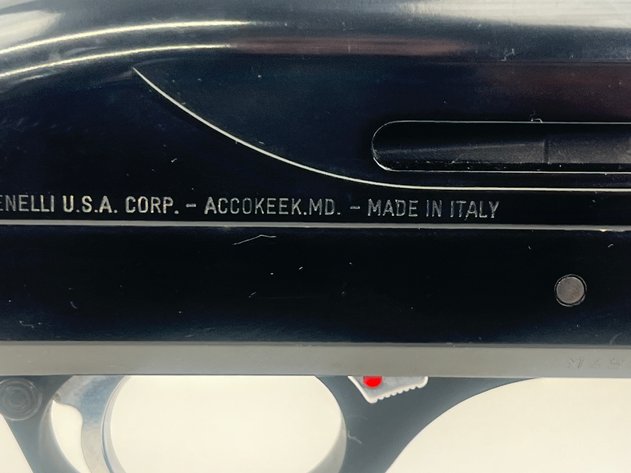 ENELLI U.S.A. CORP. – ACCOKEEK.MD. – MADE IN ITALY